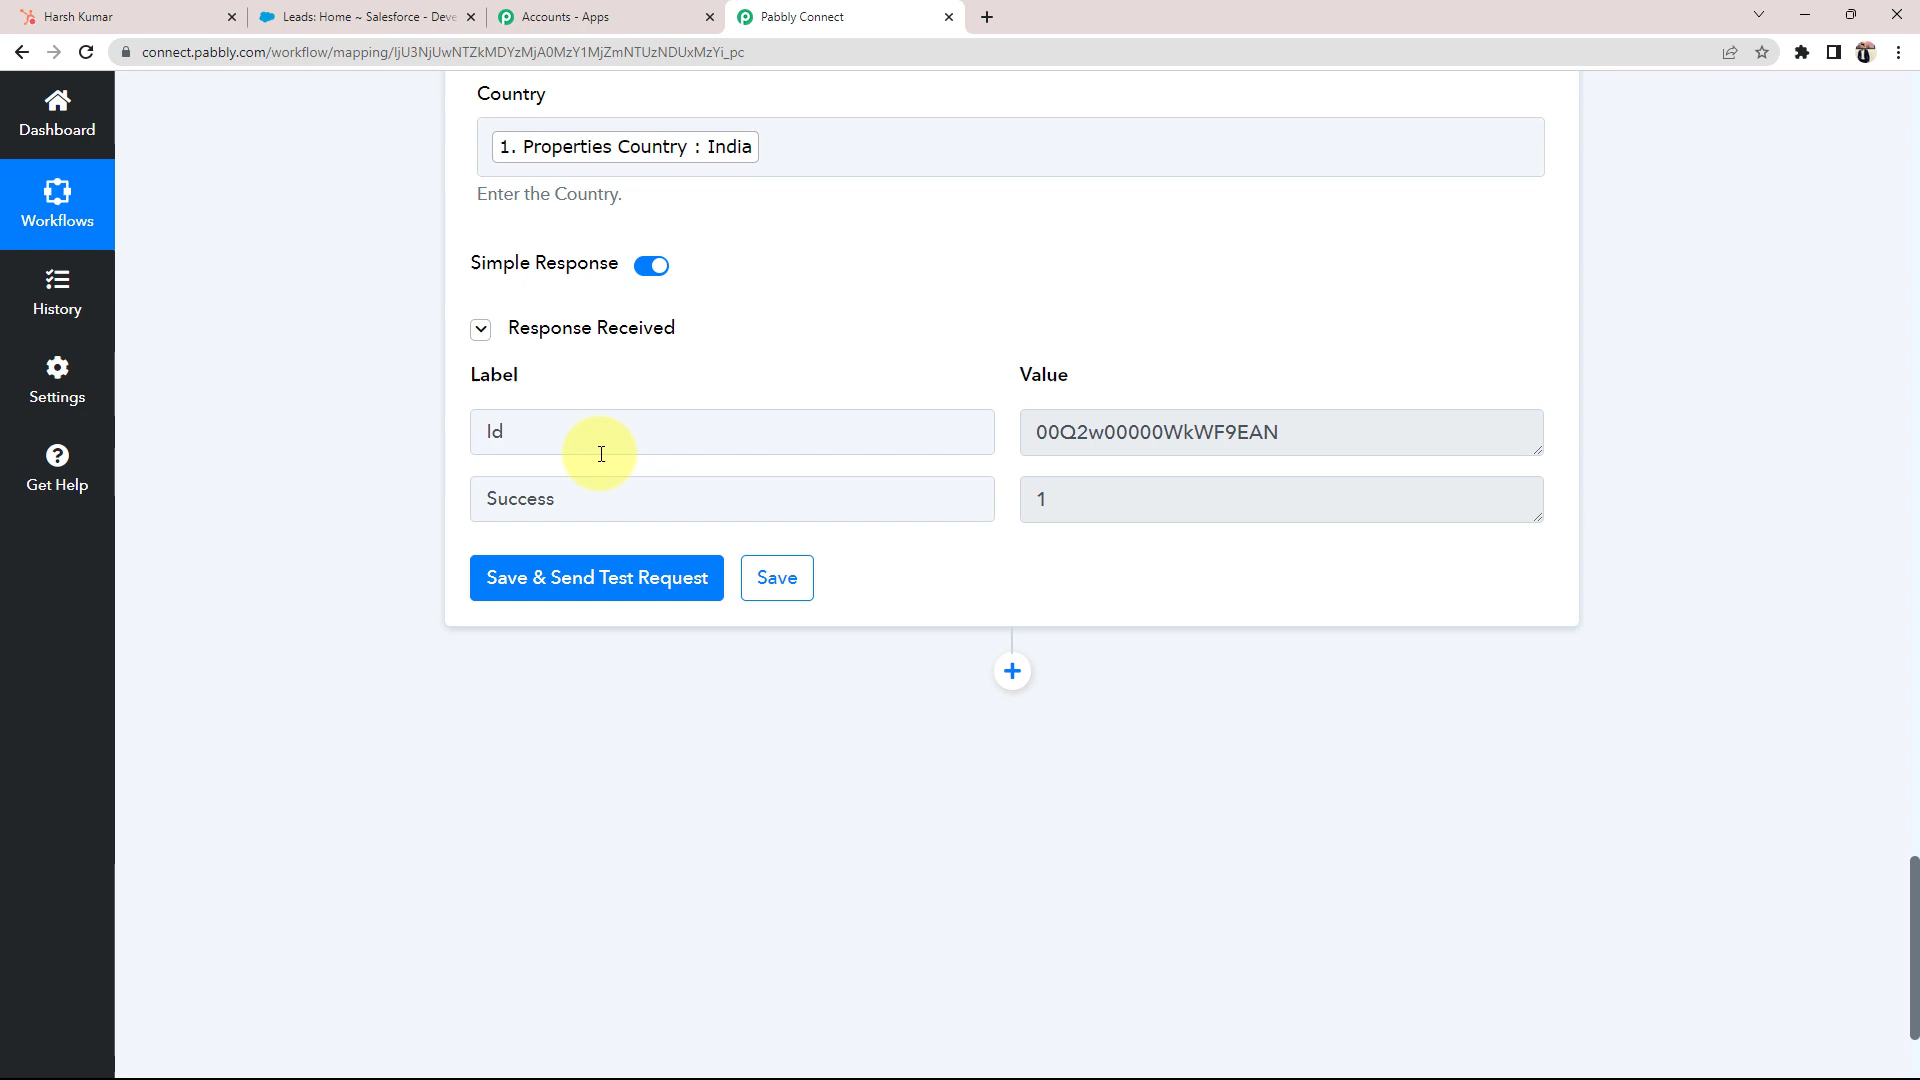 Harsh Kumar
Leads: Home ~ Salesforce - Deve
Accounts - Apps
Pabbly Connect
connect.pabbly.com/workflow/mapping/IjU3NjUwNTZkMDYzMjA0MzY1MjZmNTUzNDUxMzYi_pc
Dashboard
Workflows
History
Settings
Get Help
Country
1. Properties Country : India
Enter the Country.
Simple Response
Response Received
Label
Value
Id
00Q2w00000WkWF9EAN
Success
1
Save & Send Test Request
Save